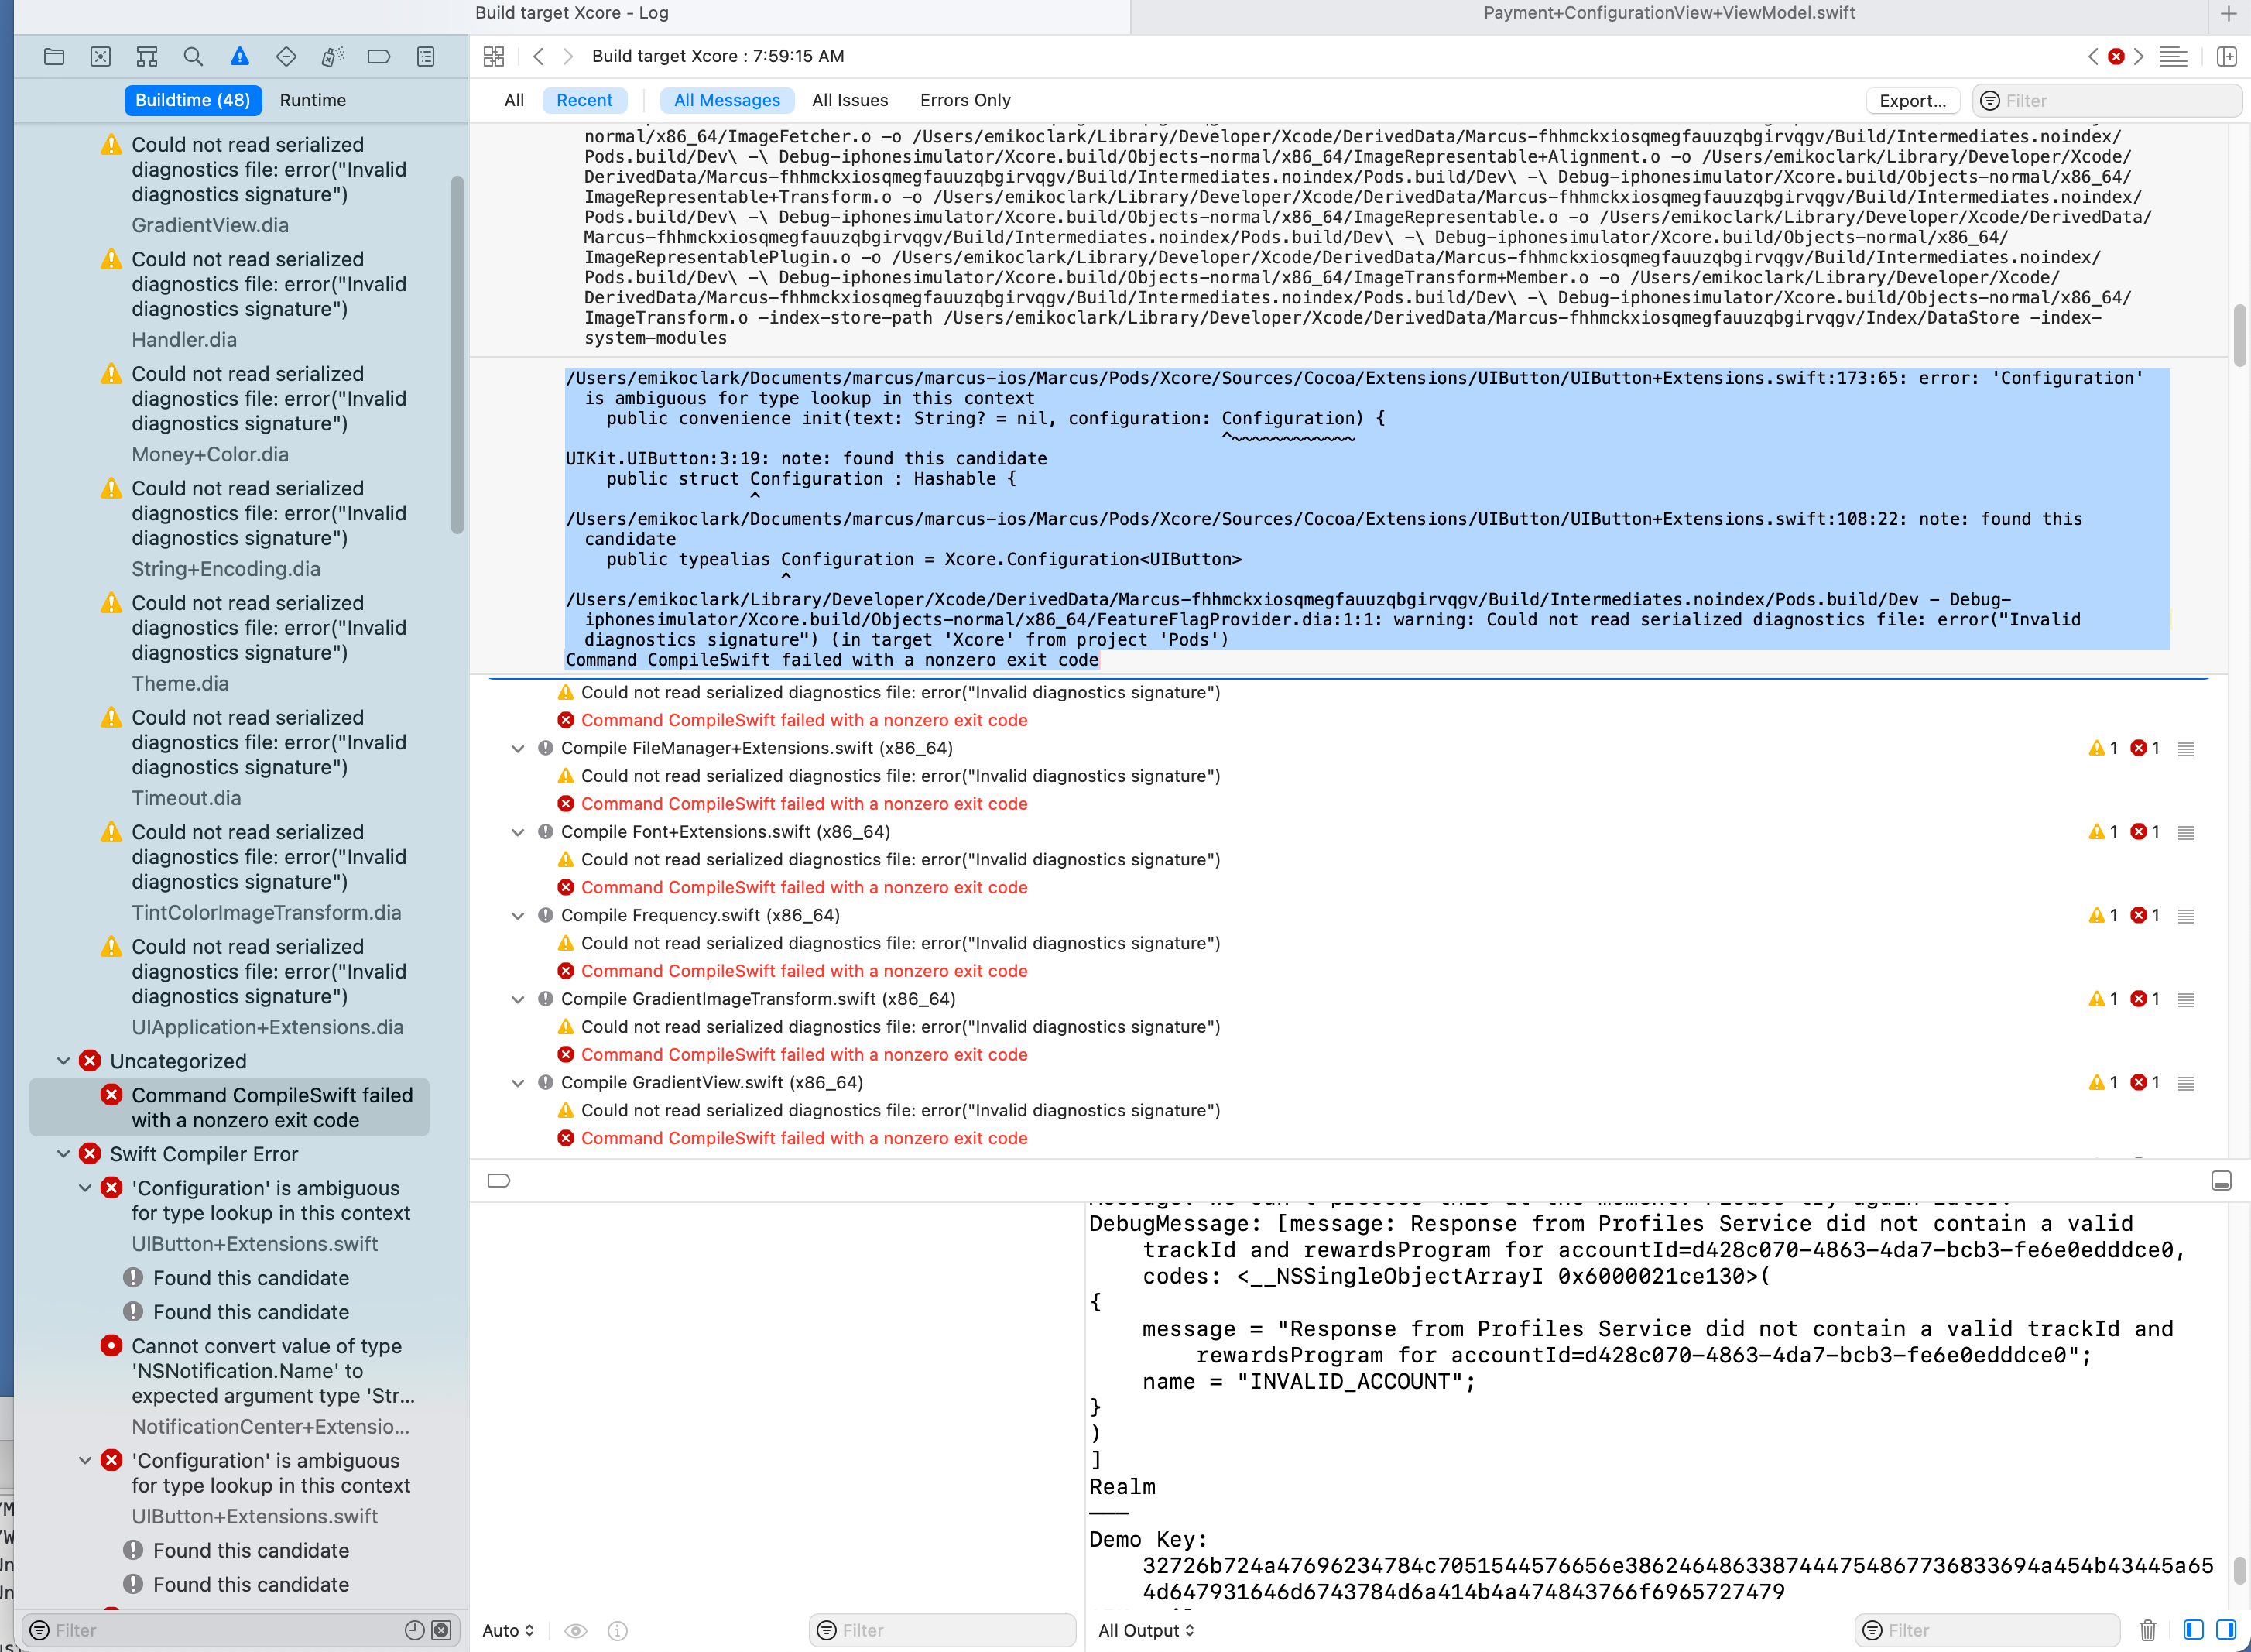 Build target Xcore - Log
Payment+ConfigurationView+ViewModel.swift
Build target Xcore : 7:59:15 AM
Buildtime (48)
Runtime
All
Recent
All Messages
All Issues
Errors Only
Export...
Filter
Could not read serialized
diagnostics file: error("Invalid
diagnostics signature")
GradientView.dia
Could not read serialized
diagnostics file: error("Invalid
diagnostics signature")
Handler.dia
Could not read serialized
diagnostics file: error("Invalid
diagnostics signature")
Money+Color.dia
Could not read serialized
diagnostics file: error("Invalid
diagnostics signature")
String+Encoding.dia
Could not read serialized
diagnostics file: error("Invalid
diagnostics signature")
Theme.dia
Could not read serialized
diagnostics file: error("Invalid
diagnostics signature")
Timeout.dia
Could not read serialized
diagnostics file: error("Invalid
diagnostics signature")
TintColorImageTransform.dia
Could not read serialized
diagnostics file: error("Invalid
diagnostics signature")
UIApplication+Extensions.dia
Uncategorized
Command CompileSwift failed
with a nonzero exit code
Swift Compiler Error
'Configuration' is ambiguous
for type lookup in this context
UIButton+Extensions.swift
Found this candidate
Found this candidate
Cannot convert value of type
'NSNotification.Name' to
expected argument type 'Str...
NotificationCenter+Extensio...
'Configuration' is ambiguous
for type lookup in this context
UIButton+Extensions.swift
Found this candidate
Found this candidate
Filter
normal/x86_64/ImageFetcher.o -o /Users/emikoclark/Library/Developer/Xcode/DerivedData/Marcus-fhhmckxiosqmegfauuzqbgirvqgv/Build/Intermediates.noindex/
Pods.build/Dev\ -\ Debug-iphonesimulator/Xcore.build/Objects-normal/x86_64/ImageRepresentable+Alignment.o -o /Users/emikoclark/Library/Developer/Xcode/
DerivedData/Marcus-fhhmckxiosqmegfauuzqbgirvqgv/Build/Intermediates.noindex/Pods.build/Dev\ -\ Debug-iphonesimulator/Xcore.build/Objects-normal/x86_64/
ImageRepresentable+Transform.o -o /Users/emikoclark/Library/Developer/Xcode/DerivedData/Marcus-fhhmckxiosqmegfauuzqbgirvqgv/Build/Intermediates.noindex/
Pods.build/Dev\ -\ Debug-iphonesimulator/Xcore.build/Objects-normal/x86_64/ImageRepresentable.o -o /Users/emikoclark/Library/Developer/Xcode/DerivedData/
Marcus-fhhmckxiosqmegfauuzqbgirvqgv/Build/Intermediates.noindex/Pods.build/Dev\ -\ Debug-iphonesimulator/Xcore.build/Objects-normal/x86_64/
ImageRepresentablePlugin.o -o /Users/emikoclark/Library/Developer/Xcode/DerivedData/Marcus-fhhmckxiosqmegfauuzqbgirvqgv/Build/Intermediates.noindex/
Pods.build/Dev\ -\ Debug-iphonesimulator/Xcore.build/Objects-normal/x86_64/ImageTransform+Member.o -o /Users/emikoclark/Library/Developer/Xcode/
DerivedData/Marcus-fhhmckxiosqmegfauuzqbgirvqgv/Build/Intermediates.noindex/Pods.build/Dev\ -\ Debug-iphonesimulator/Xcore.build/Objects-normal/x86_64/
ImageTransform.o -index-store-path /Users/emikoclark/Library/Developer/Xcode/DerivedData/Marcus-fhhmckxiosqmegfauuzqbgirvqgv/Index/DataStore -index-
system-modules
/Users/emikoclark/Documents/marcus/marcus-ios/Marcus/Pods/Xcore/Sources/Cocoa/Extensions/UIButton/UIButton+Extensions.swift:173:65: error: 'Configuration'
is ambiguous for type lookup in this context
public convenience init(text: String? = nil, configuration: Configuration) {
^~~~~~~~~~~~~
UIKit.UIButton:3:19: note: found this candidate
public struct Configuration : Hashable {
^
/Users/emikoclark/Documents/marcus/marcus-ios/Marcus/Pods/Xcore/Sources/Cocoa/Extensions/UIButton/UIButton+Extensions.swift:108:22: note: found this
candidate
public typealias Configuration = Xcore.Configuration<UIButton>
^
/Users/emikoclark/Library/Developer/Xcode/DerivedData/Marcus-fhhmckxiosqmegfauuzqbgirvqgv/Build/Intermediates.noindex/Pods.build/Dev - Debug-
iphonesimulator/Xcore.build/Objects-normal/x86_64/FeatureFlagProvider.dia:1:1: warning: Could not read serialized diagnostics file: error("Invalid
diagnostics signature") (in target 'Xcore' from project 'Pods')
Command CompileSwift failed with a nonzero exit code
Could not read serialized diagnostics file: error("Invalid diagnostics signature")
Command CompileSwift failed with a nonzero exit code
Compile FileManager+Extensions.swift (x86_64) 1 1
Could not read serialized diagnostics file: error("Invalid diagnostics signature")
Command CompileSwift failed with a nonzero exit code
Compile Font+Extensions.swift (x86_64) 1 1
Could not read serialized diagnostics file: error("Invalid diagnostics signature")
Command CompileSwift failed with a nonzero exit code
Compile Frequency.swift (x86_64) 1 1
Could not read serialized diagnostics file: error("Invalid diagnostics signature")
Command CompileSwift failed with a nonzero exit code
Compile GradientImageTransform.swift (x86_64) 1 1
Could not read serialized diagnostics file: error("Invalid diagnostics signature")
Command CompileSwift failed with a nonzero exit code
Compile GradientView.swift (x86_64) 1 1
Could not read serialized diagnostics file: error("Invalid diagnostics signature")
Command CompileSwift failed with a nonzero exit code
DebugMessage: [message: Response from Profiles Service did not contain a valid
trackId and rewardsProgram for accountId=d428c070-4863-4da7-bcb3-fe6e0edddce0,
codes: <__NSSingleObjectArrayI 0x6000021ce130>(
{
message = "Response from Profiles Service did not contain a valid trackId and
rewardsProgram for accountId=d428c070-4863-4da7-bcb3-fe6e0edddce0";
name = "INVALID_ACCOUNT";
}
)
]
Realm
———
Demo Key:
32726b724a47696234784c7051544576656e386246486338744475486773683369​4a454b43445a65
4d647931646d6743784d6a414b4a474843766f6965727479
Auto
Filter
All Output
Filter